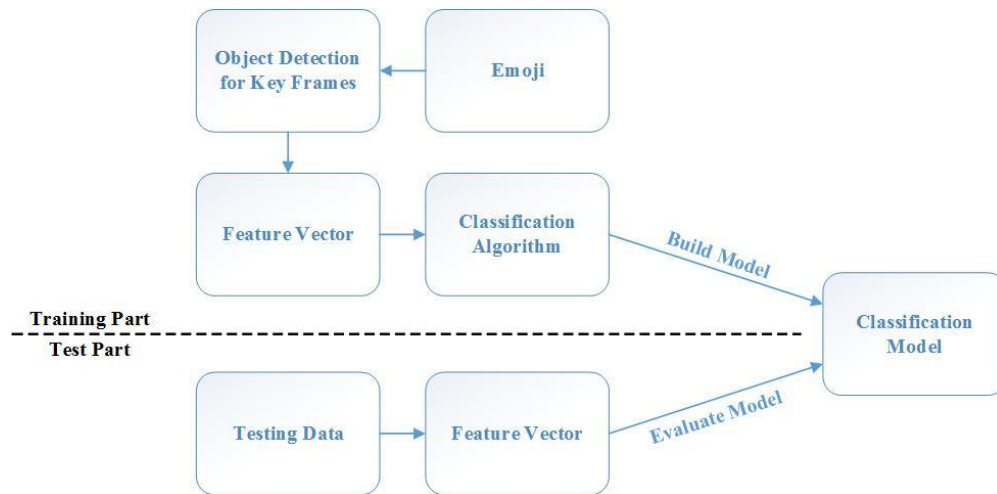 Object Detection
for Key Frames
Emoji
Feature Vector
Classification
Algorithm
Build Model
Training Part
Test Part
Classification
Model
Testing Data
Feature Vector
Evaluate Model